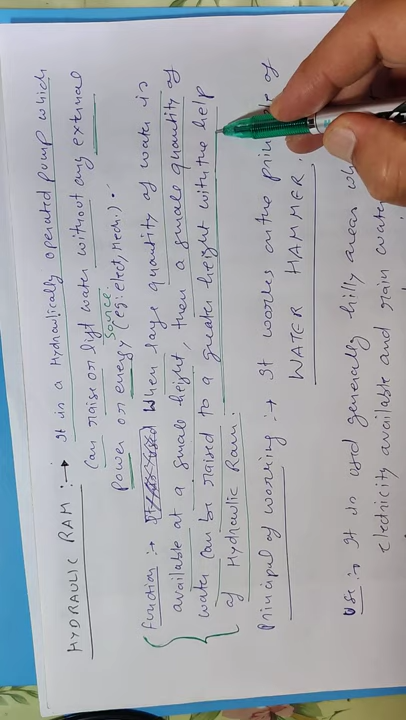 HYDRAULIC RAM :→ It is a Hydraulically operated pump which
can raise or lift water without any external
source
power or energy (eg: elect, mech.).
Function :→ When large quantity of water is
available at a small height, then a small quantity of
water can be raised to a greater height with the help
of Hydraulic Ram.
Principal of working :→ It works on the principle of
WATER HAMMER.
Use :→ It is used generally hilly areas
electricity available and rain water